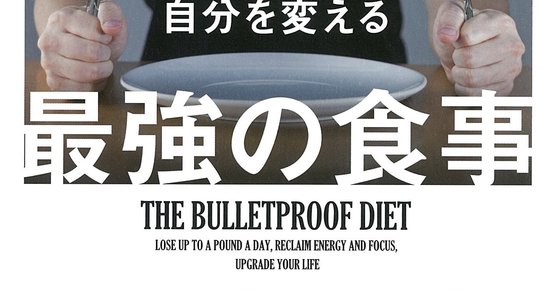 自分を変える
最強の食事
THE BULLETPROOF DIET
LOSE UP TO A POUND A DAY, RECLAIM ENERGY AND FOCUS,
UPGRADE YOUR LIFE